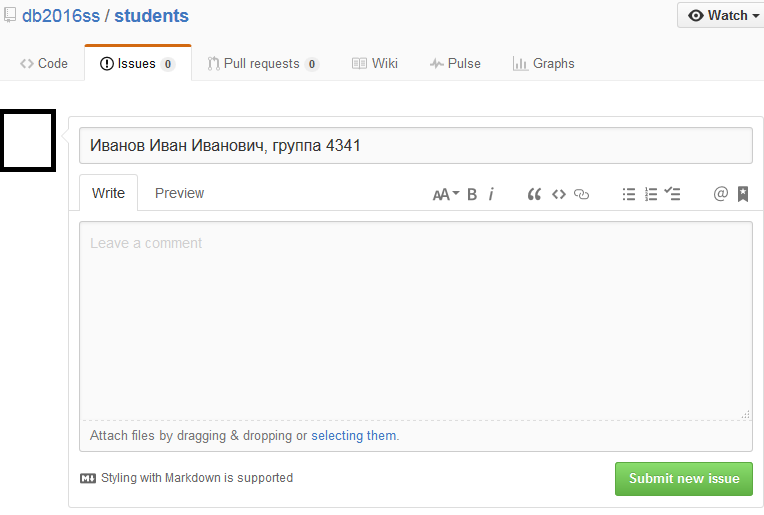 db2016ss / students
Watch
Code
Issues 0
Pull requests 0
Wiki
Pulse
Graphs
Иванов Иван Иванович, группа 4341
Write
Preview
AA B i “ <> @
Leave a comment
Attach files by dragging & dropping or selecting them.
Styling with Markdown is supported
Submit new issue